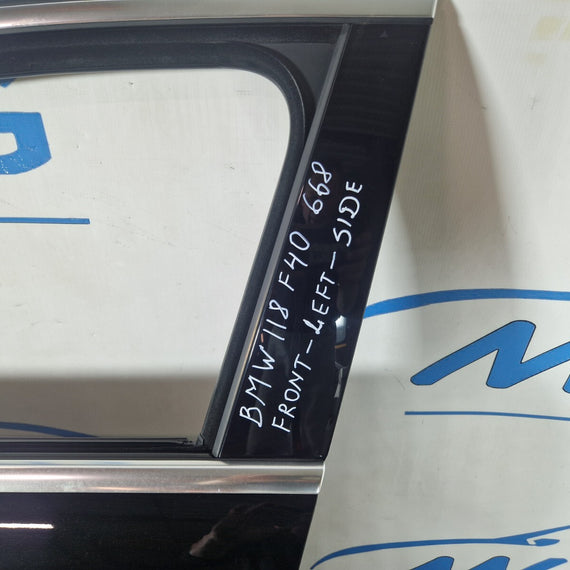 BMW 118 F40 668
FRONT-LEFT-SIDE